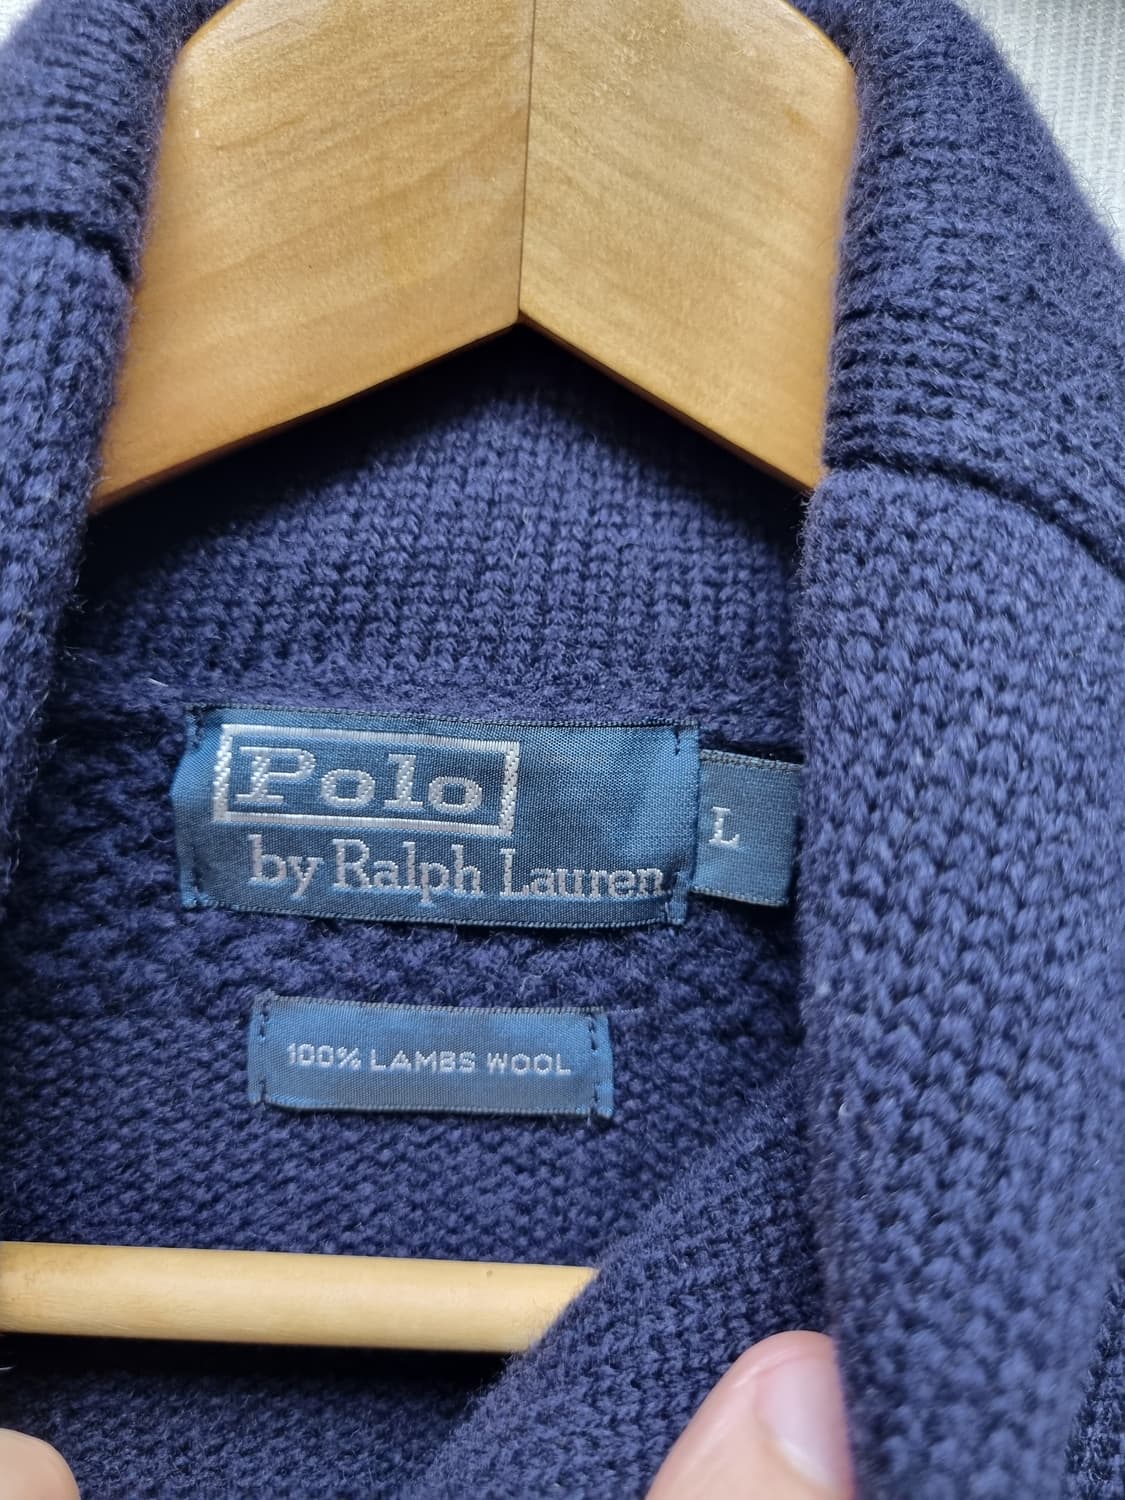 Polo
by Ralph Lauren
L
100% LAMBS WOOL